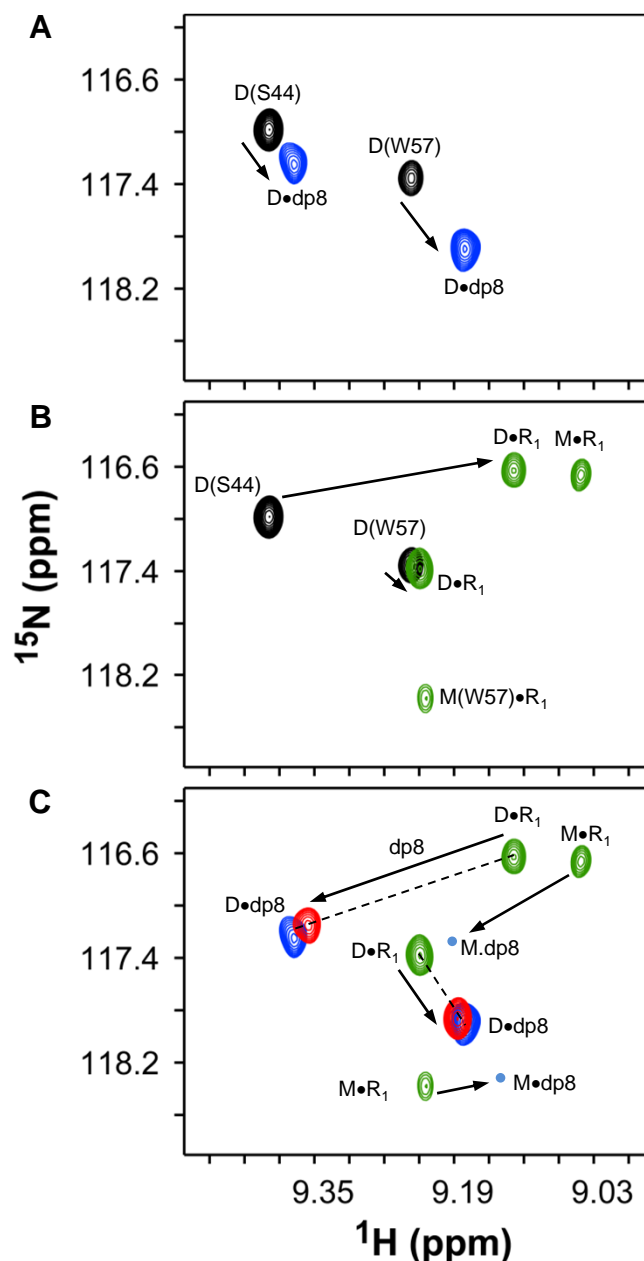 A
116.6
D(S44)
D(W57)
117.4
D●dp8
118.2
D●dp8
B
D●R1
M●R1
116.6
D(S44)
D(W57)
117.4
D●R1
118.2
M(W57)●R1
15N (ppm)
C
D●R1
M●R1
dp8
116.6
D●dp8
D●R1
M.dp8
117.4
D●dp8
118.2
M●R1
M●dp8
9.35 9.19 9.03
1H (ppm)